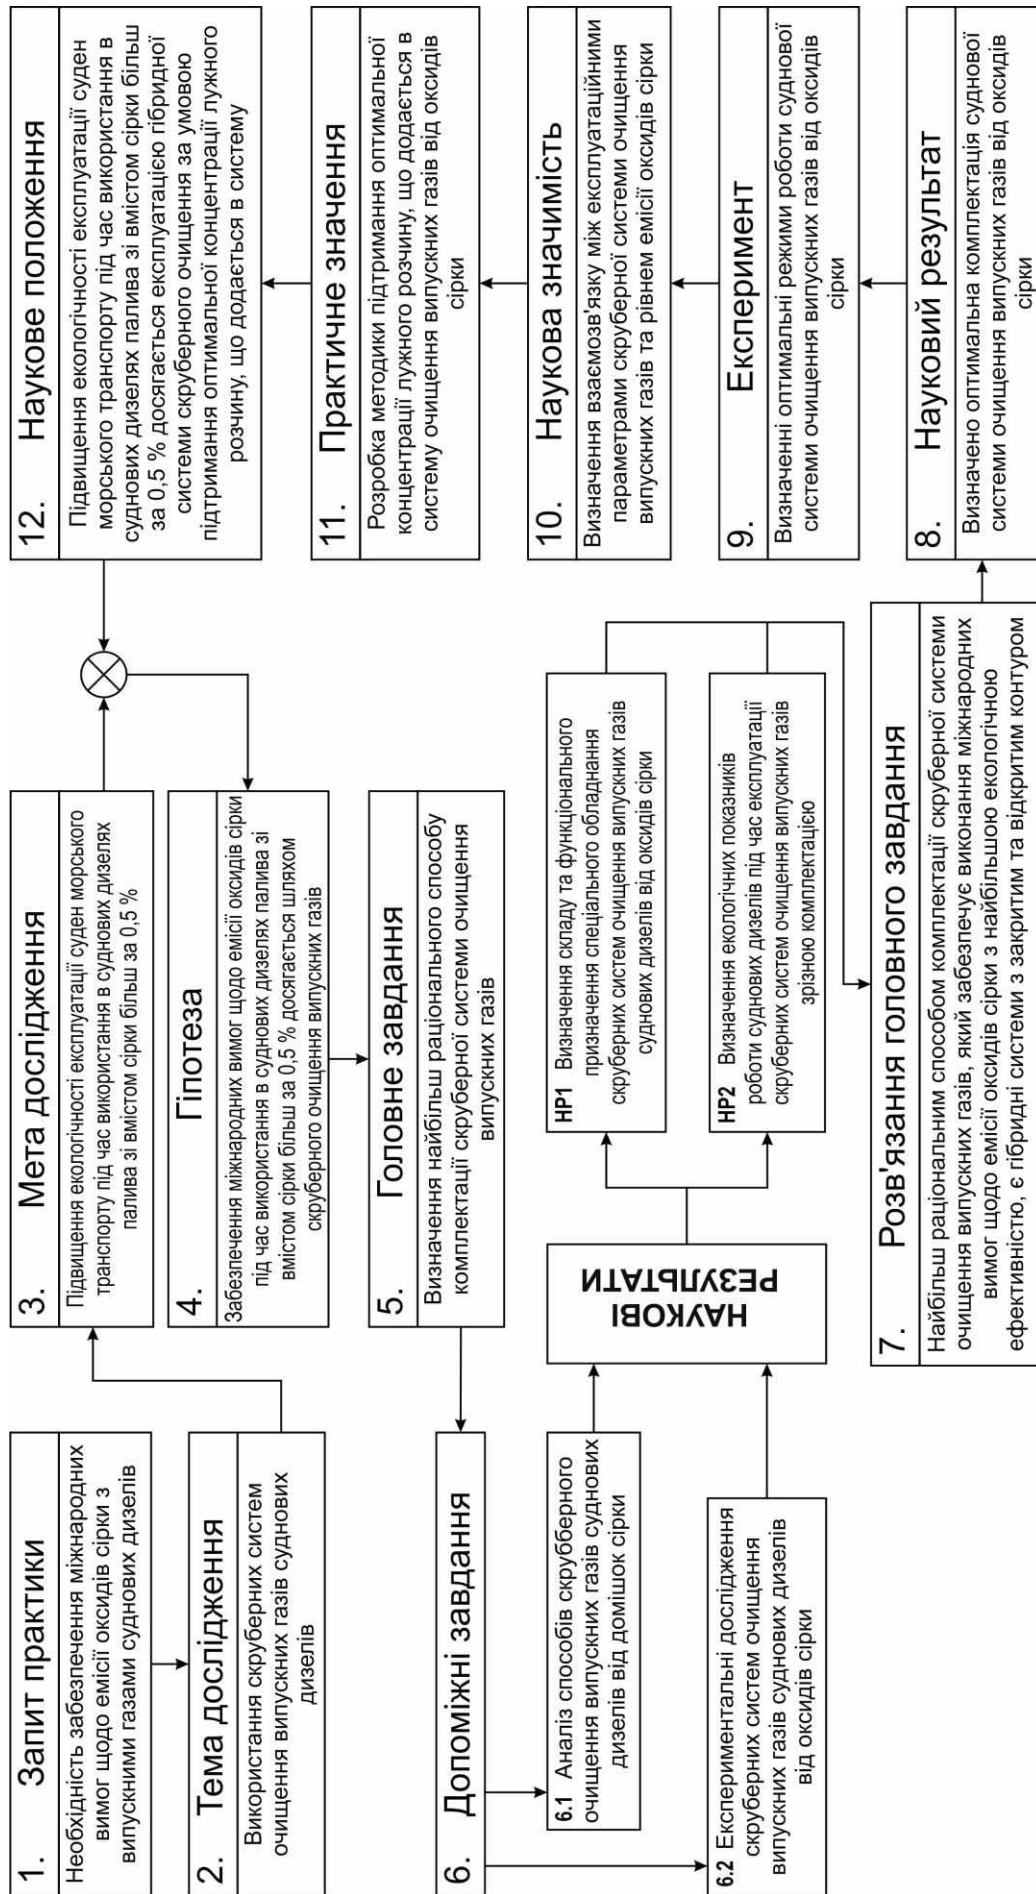 1. Запит практики
Необхідність забезпечення міжнародних
вимог щодо емісії оксидів сірки з
випускними газами суднових дизелів
2. Тема дослідження
Використання скруберних систем
очищення випускних газів суднових
дизелів
3. Мета дослідження
Підвищення екологічності експлуатації суден морського
транспорту під час використання в суднових дизелях
палива зі вмістом сірки більш за 0,5 %
4. Гіпотеза
Забезпечення міжнародних вимог щодо емісії оксидів сірки
під час використання в суднових дизелях палива зі
вмістом сірки більш за 0,5 % досягається шляхом
скруберного очищення випускних газів
5. Головне завдання
Визначення найбільш раціонального способу
комплектації скруберної системи очищення
випускних газів
6. Допоміжні завдання
6.1 Аналіз способів скрубберного
очищення випускних газів суднових
дизелів від домішок сірки
6.2 Експериментальні дослідження
скруберних систем очищення
випускних газів суднових дизелів
від оксидів сірки
НАУКОВІ
РЕЗУЛЬТАТИ
НР1 Визначення складу та функціонального
призначення спеціального обладнання
скруберних систем очищення випускних газів
суднових дизелів від оксидів сірки
НР2 Визначення екологічних показників
роботи суднових дизелів під час експлуатації
скруберних систем очищення випускних газів
зрізною комплектацією
7. Розв'язання головного завдання
Найбільш раціональним способом комплектації скруберної системи
очищення випускних газів, який забезпечує виконання міжнародних
вимог щодо емісії оксидів сірки з найбільшою екологічною
ефективністю, є гібридні системи з закритим та відкритим контуром
8. Науковий результат
Визначено оптимальна комплектація суднової
системи очищення випускних газів від оксидів
сірки
9. Експеримент
Визначенні оптимальні режими роботи суднової
системи очищення випускних газів від оксидів
сірки
10. Наукова значимість
Визначення взаємозв'язку між експлуатаційними
параметрами скруберної системи очищення
випускних газів та рівнем емісії оксидів сірки
11. Практичне значення
Розробка методики підтримання оптимальної
концентрації лужного розчину, що додається в
систему очищення випускних газів від оксидів
сірки
12. Наукове положення
Підвищення екологічності експлуатації суден
морського транспорту під час використання в
суднових дизелях палива зі вмістом сірки більш
за 0,5 % досягається експлуатацією гібридної
системи скруберного очищення за умовою
підтримання оптимальної концентрації лужного
розчину, що додається в систему